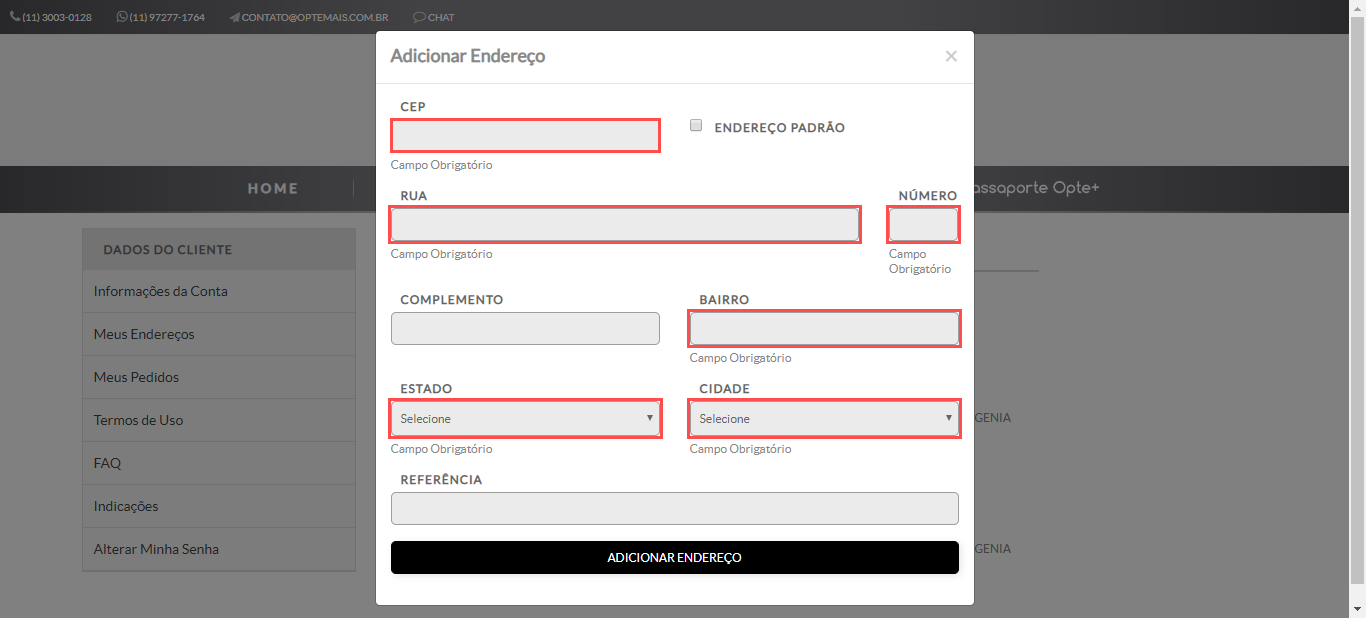 (11) 3003-0128 (11) 97277-1764 CONTATO@OPTEMAIS.COM.BR CHAT
Adicionar Endereço ×
CEP
ENDEREÇO PADRÃO
Campo Obrigatório
HOME
Passaporte Opte+
RUA NÚMERO
Campo Obrigatório Campo
Obrigatório
DADOS DO CLIENTE
Informações da Conta
Meus Endereços
Meus Pedidos
Termos de Uso
FAQ
Indicações
Alterar Minha Senha
COMPLEMENTO BAIRRO
Campo Obrigatório
ESTADO CIDADE
Selecione Selecione
Campo Obrigatório Campo Obrigatório
REFERÊNCIA
ADICIONAR ENDEREÇO
GENIA
GENIA